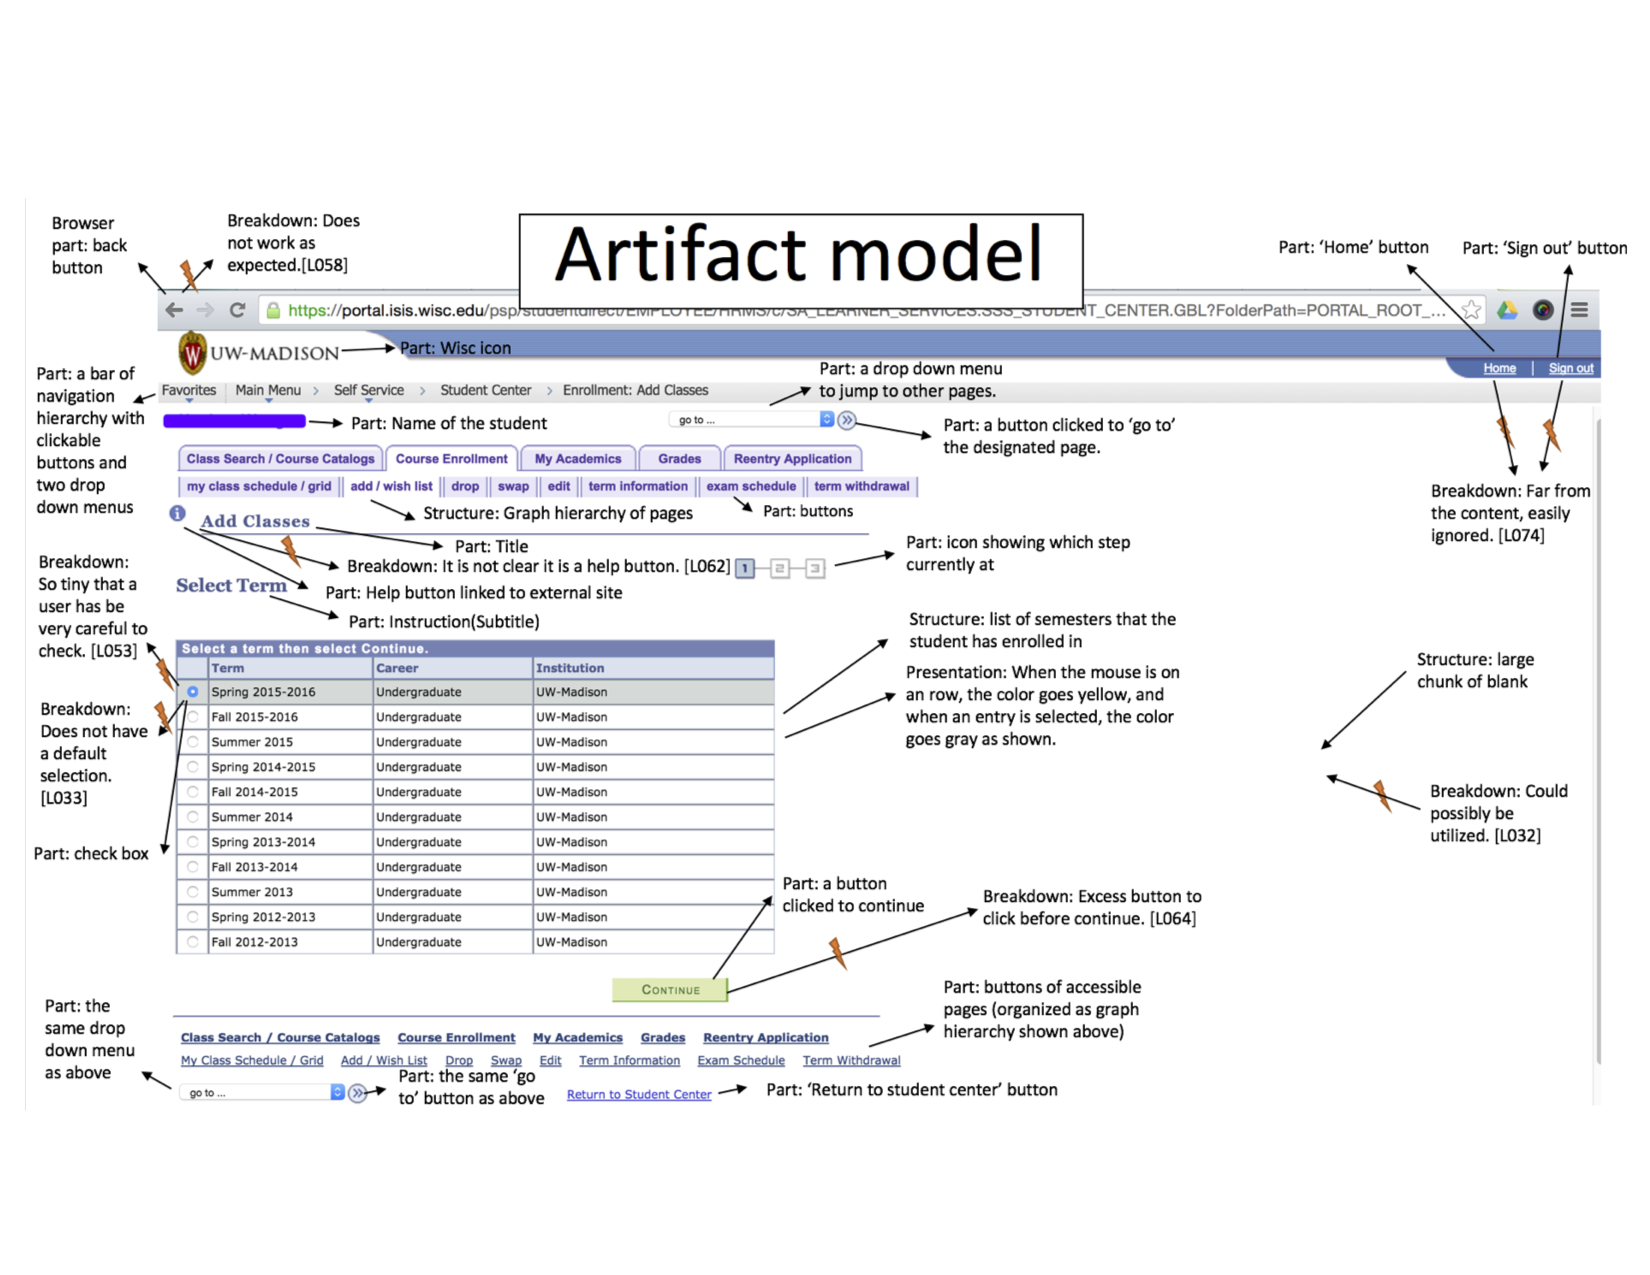 Artifact model
Browser
part: back
button
Breakdown: Does
not work as
expected.[L058]
Part: ‘Home’ button
Part: ‘Sign out’ button
https://portal.isis.wisc.edu/psp/studentdirect/EMPLOYEE/HRMS/c/SA_LEARNER_SERVICES.SSS_STUDENT_CENTER.GBL?FolderPath=PORTAL_ROOT_...
W
UW-MADISON
Part: Wisc icon
Home | Sign out
Part: a bar of
navigation
hierarchy with
clickable
buttons and
two drop
down menus
Favorites | Main Menu > Self Service > Student Center > Enrollment: Add Classes
Part: a drop down menu
to jump to other pages.
Part: Name of the student
go to ...
Part: a button clicked to ‘go to’
the designated page.
Class Search / Course Catalogs Course Enrollment My Academics Grades Reentry Application
my class schedule / grid add / wish list drop swap edit term information exam schedule term withdrawal
Structure: Graph hierarchy of pages
Part: buttons
Breakdown: Far from
the content, easily
ignored. [L074]
i
Add Classes
Part: Title
Breakdown: It is not clear it is a help button. [L062]
1 2 3
Part: icon showing which step
currently at
Select Term
Part: Help button linked to external site
Part: Instruction(Subtitle)
Breakdown:
So tiny that a
user has be
very careful to
check. [L053]
Breakdown:
Does not have
a default
selection.
[L033]
Part: check box
Structure: list of semesters that the
student has enrolled in
Presentation: When the mouse is on
an row, the color goes yellow, and
when an entry is selected, the color
goes gray as shown.
Structure: large
chunk of blank
Breakdown: Could
possibly be
utilized. [L032]
Select a term then select Continue.
Term Career Institution
Spring 2015-2016 Undergraduate UW-Madison
Fall 2015-2016 Undergraduate UW-Madison
Summer 2015 Undergraduate UW-Madison
Spring 2014-2015 Undergraduate UW-Madison
Fall 2014-2015 Undergraduate UW-Madison
Summer 2014 Undergraduate UW-Madison
Spring 2013-2014 Undergraduate UW-Madison
Fall 2013-2014 Undergraduate UW-Madison
Summer 2013 Undergraduate UW-Madison
Spring 2012-2013 Undergraduate UW-Madison
Fall 2012-2013 Undergraduate UW-Madison
Part: a button
clicked to continue
Breakdown: Excess button to
click before continue. [L064]
CONTINUE
Part: buttons of accessible
pages (organized as graph
hierarchy shown above)
Part: the
same drop
down menu
as above
Class Search / Course Catalogs Course Enrollment My Academics Grades Reentry Application
My Class Schedule / Grid Add / Wish List Drop Swap Edit Term Information Exam Schedule Term Withdrawal
go to ...
Part: the same ‘go
to’ button as above
Return to Student Center
Part: ‘Return to student center’ button